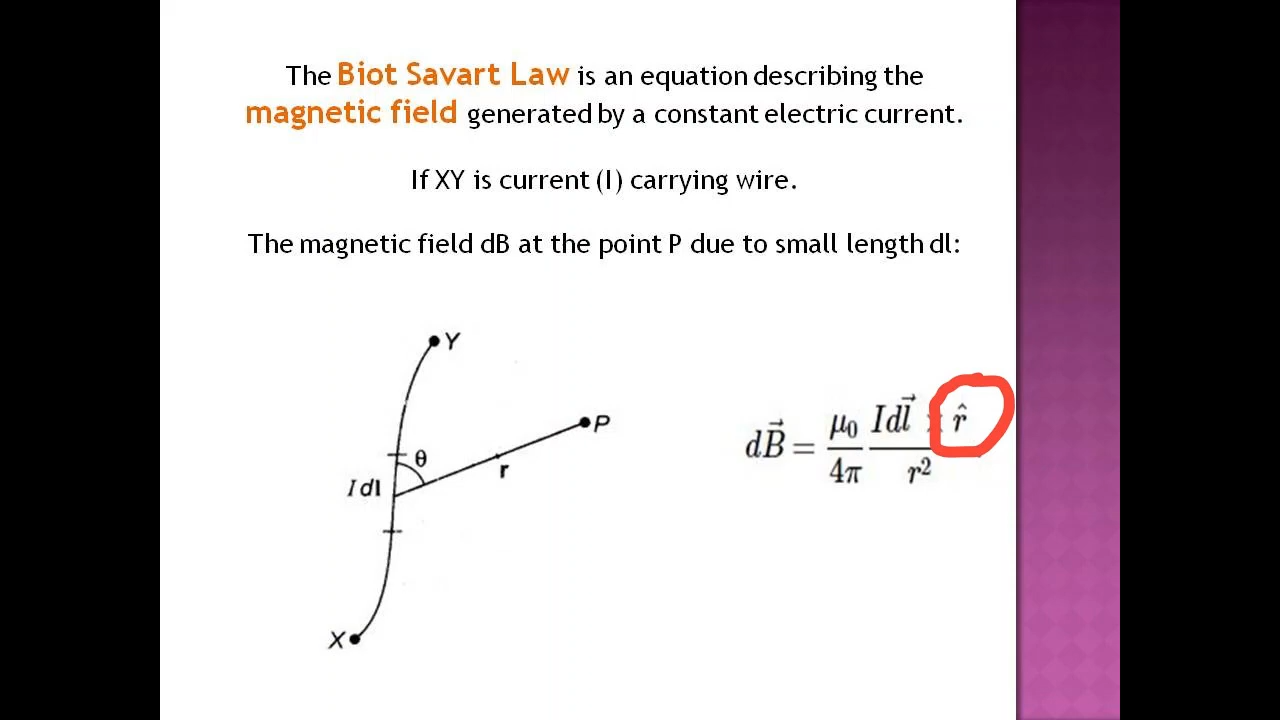 The Biot Savart Law is an equation describing the
magnetic field generated by a constant electric current.
If XY is current (I) carrying wire.
The magnetic field dB at the point P due to small length dl:
Y
P
θ
r
I dl
X
dB⃗ = μ₀/4π Idl⃗ × r̂/r²